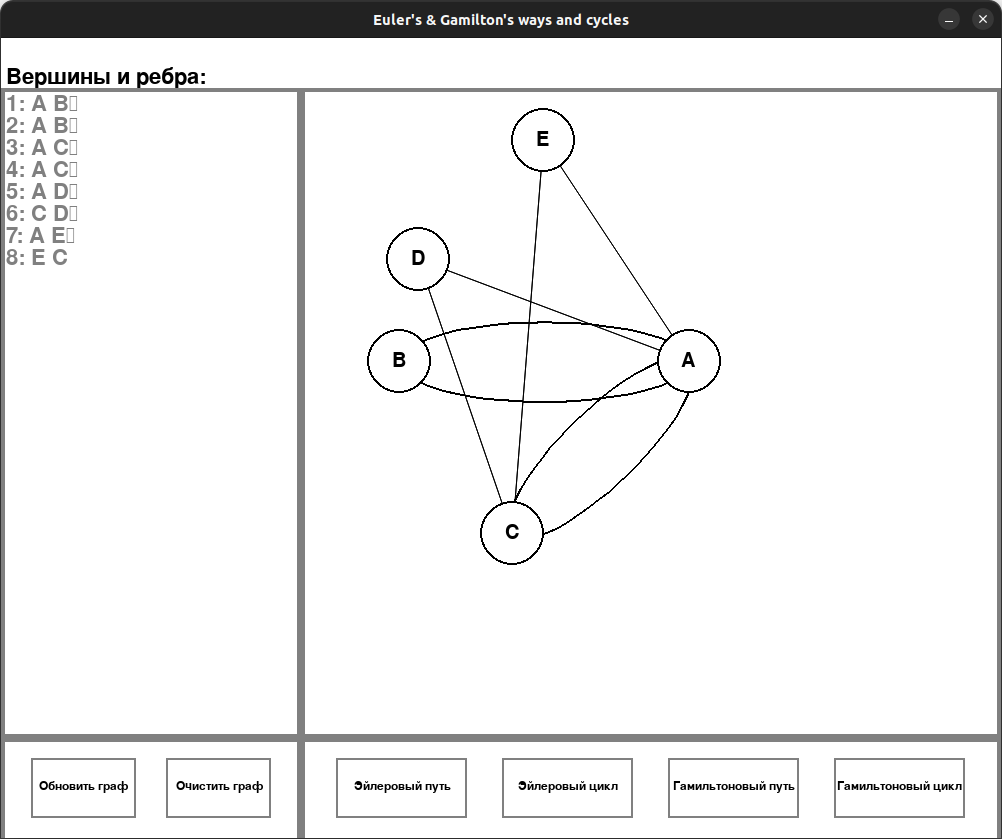 Euler's & Gamilton's ways and cycles
Вершины и ребра:
1: A B▯
2: A B▯
3: A C▯
4: A C▯
5: A D▯
6: C D▯
7: A E▯
8: E C
E
D
B
A
C
Обновить граф
Очистить граф
Эйлеровый путь
Эйлеровый цикл
Гамильтоновый путь
Гамильтоновый цикл